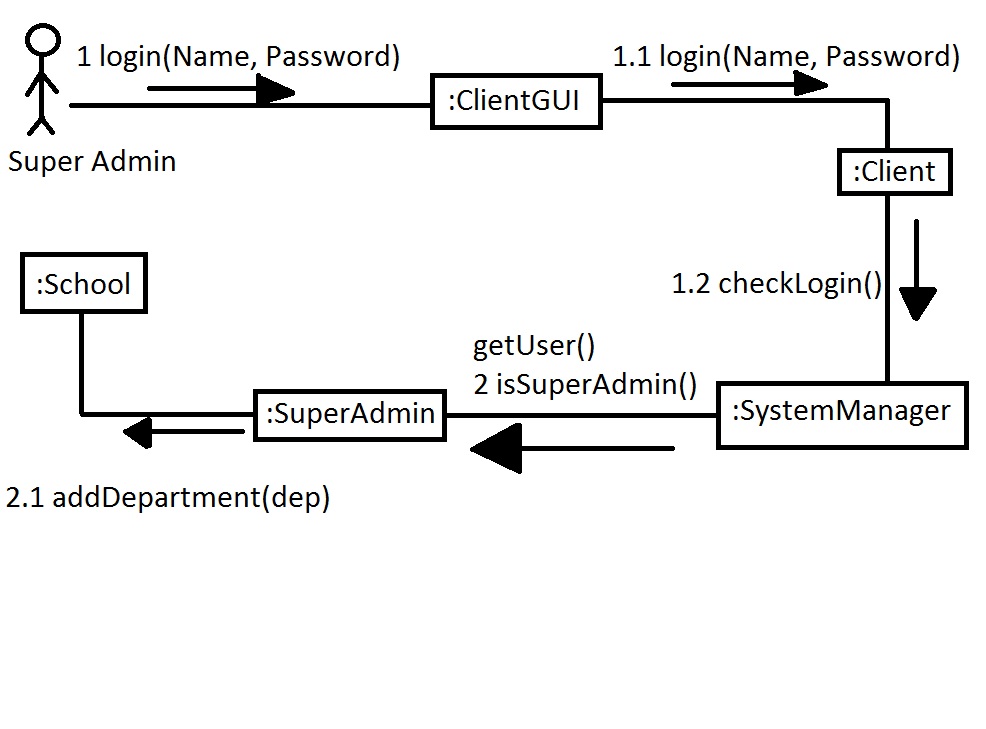 1 login(Name, Password)
1.1 login(Name, Password)
:ClientGUI
Super Admin
:Client
:School
1.2 checkLogin()
getUser()
2 isSuperAdmin()
:SuperAdmin
:SystemManager
2.1 addDepartment(dep)